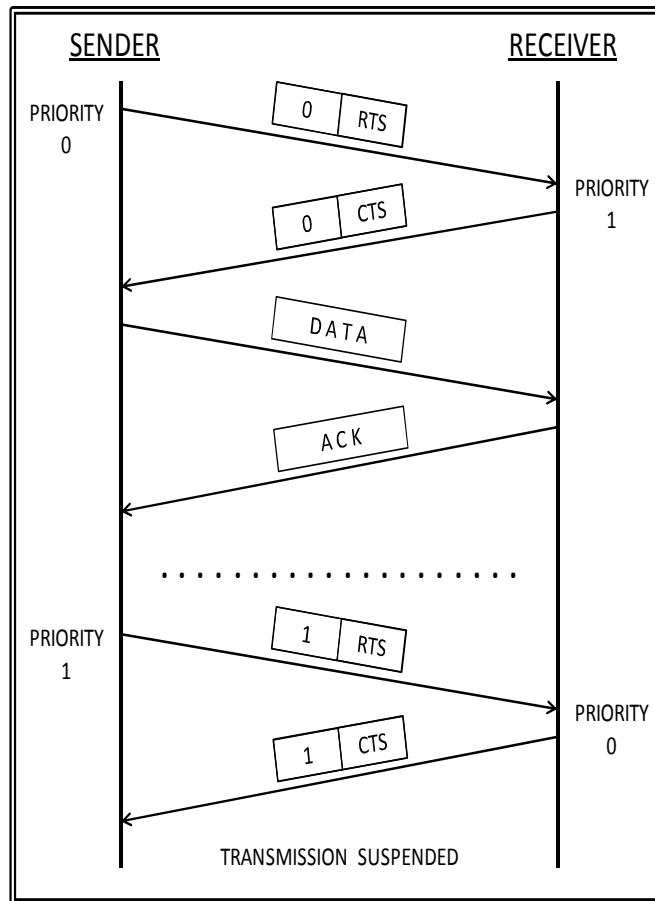 SENDER
RECEIVER
0 RTS
PRIORITY
0
PRIORITY
1
0 CTS
DATA
ACK
. . . . . . . . . . . . . . . . . . . .
1 RTS
PRIORITY
1
PRIORITY
0
1 CTS
TRANSMISSION SUSPENDED